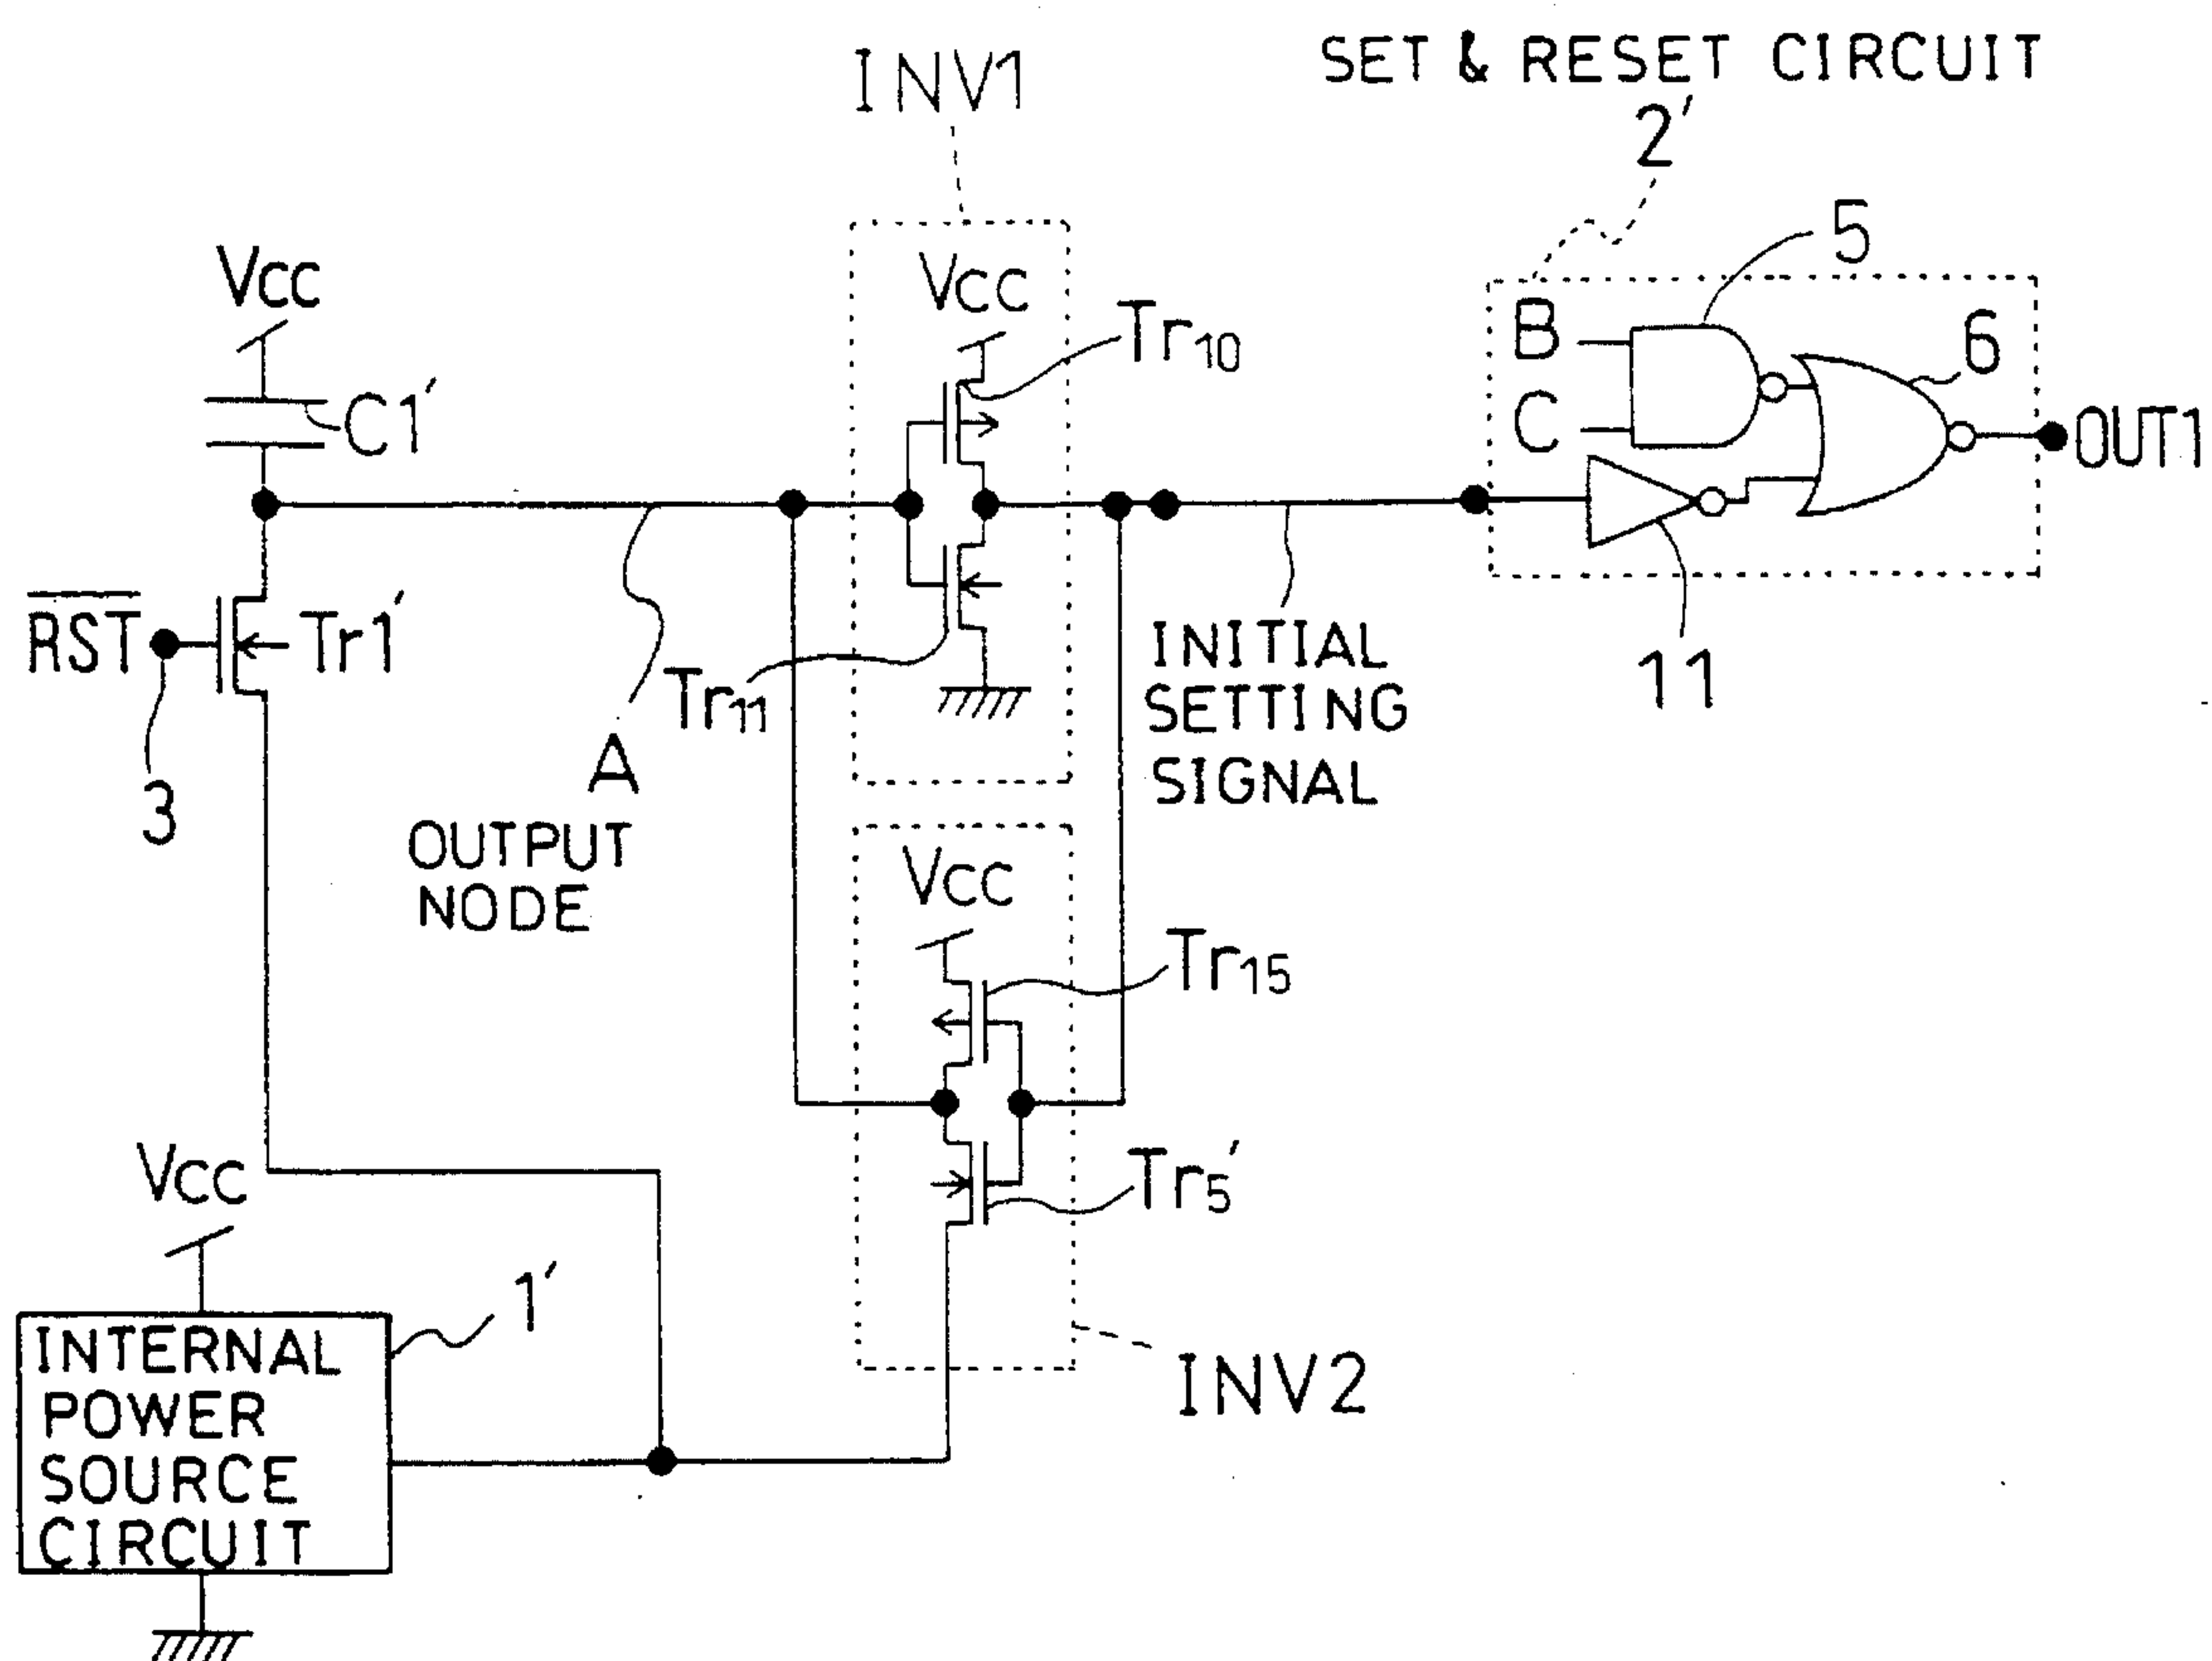 SET & RESET CIRCUIT
2′
INV1
Vcc
C1′
Vcc
Tr10
5
B
C
6
OUT1
11
R̅S̅T̅
3
Tr1′
A
OUTPUT
NODE
Tr11
INITIAL
SETTING
SIGNAL
Vcc
Tr15
Tr5′
INV2
Vcc
1′
INTERNAL
POWER
SOURCE
CIRCUIT